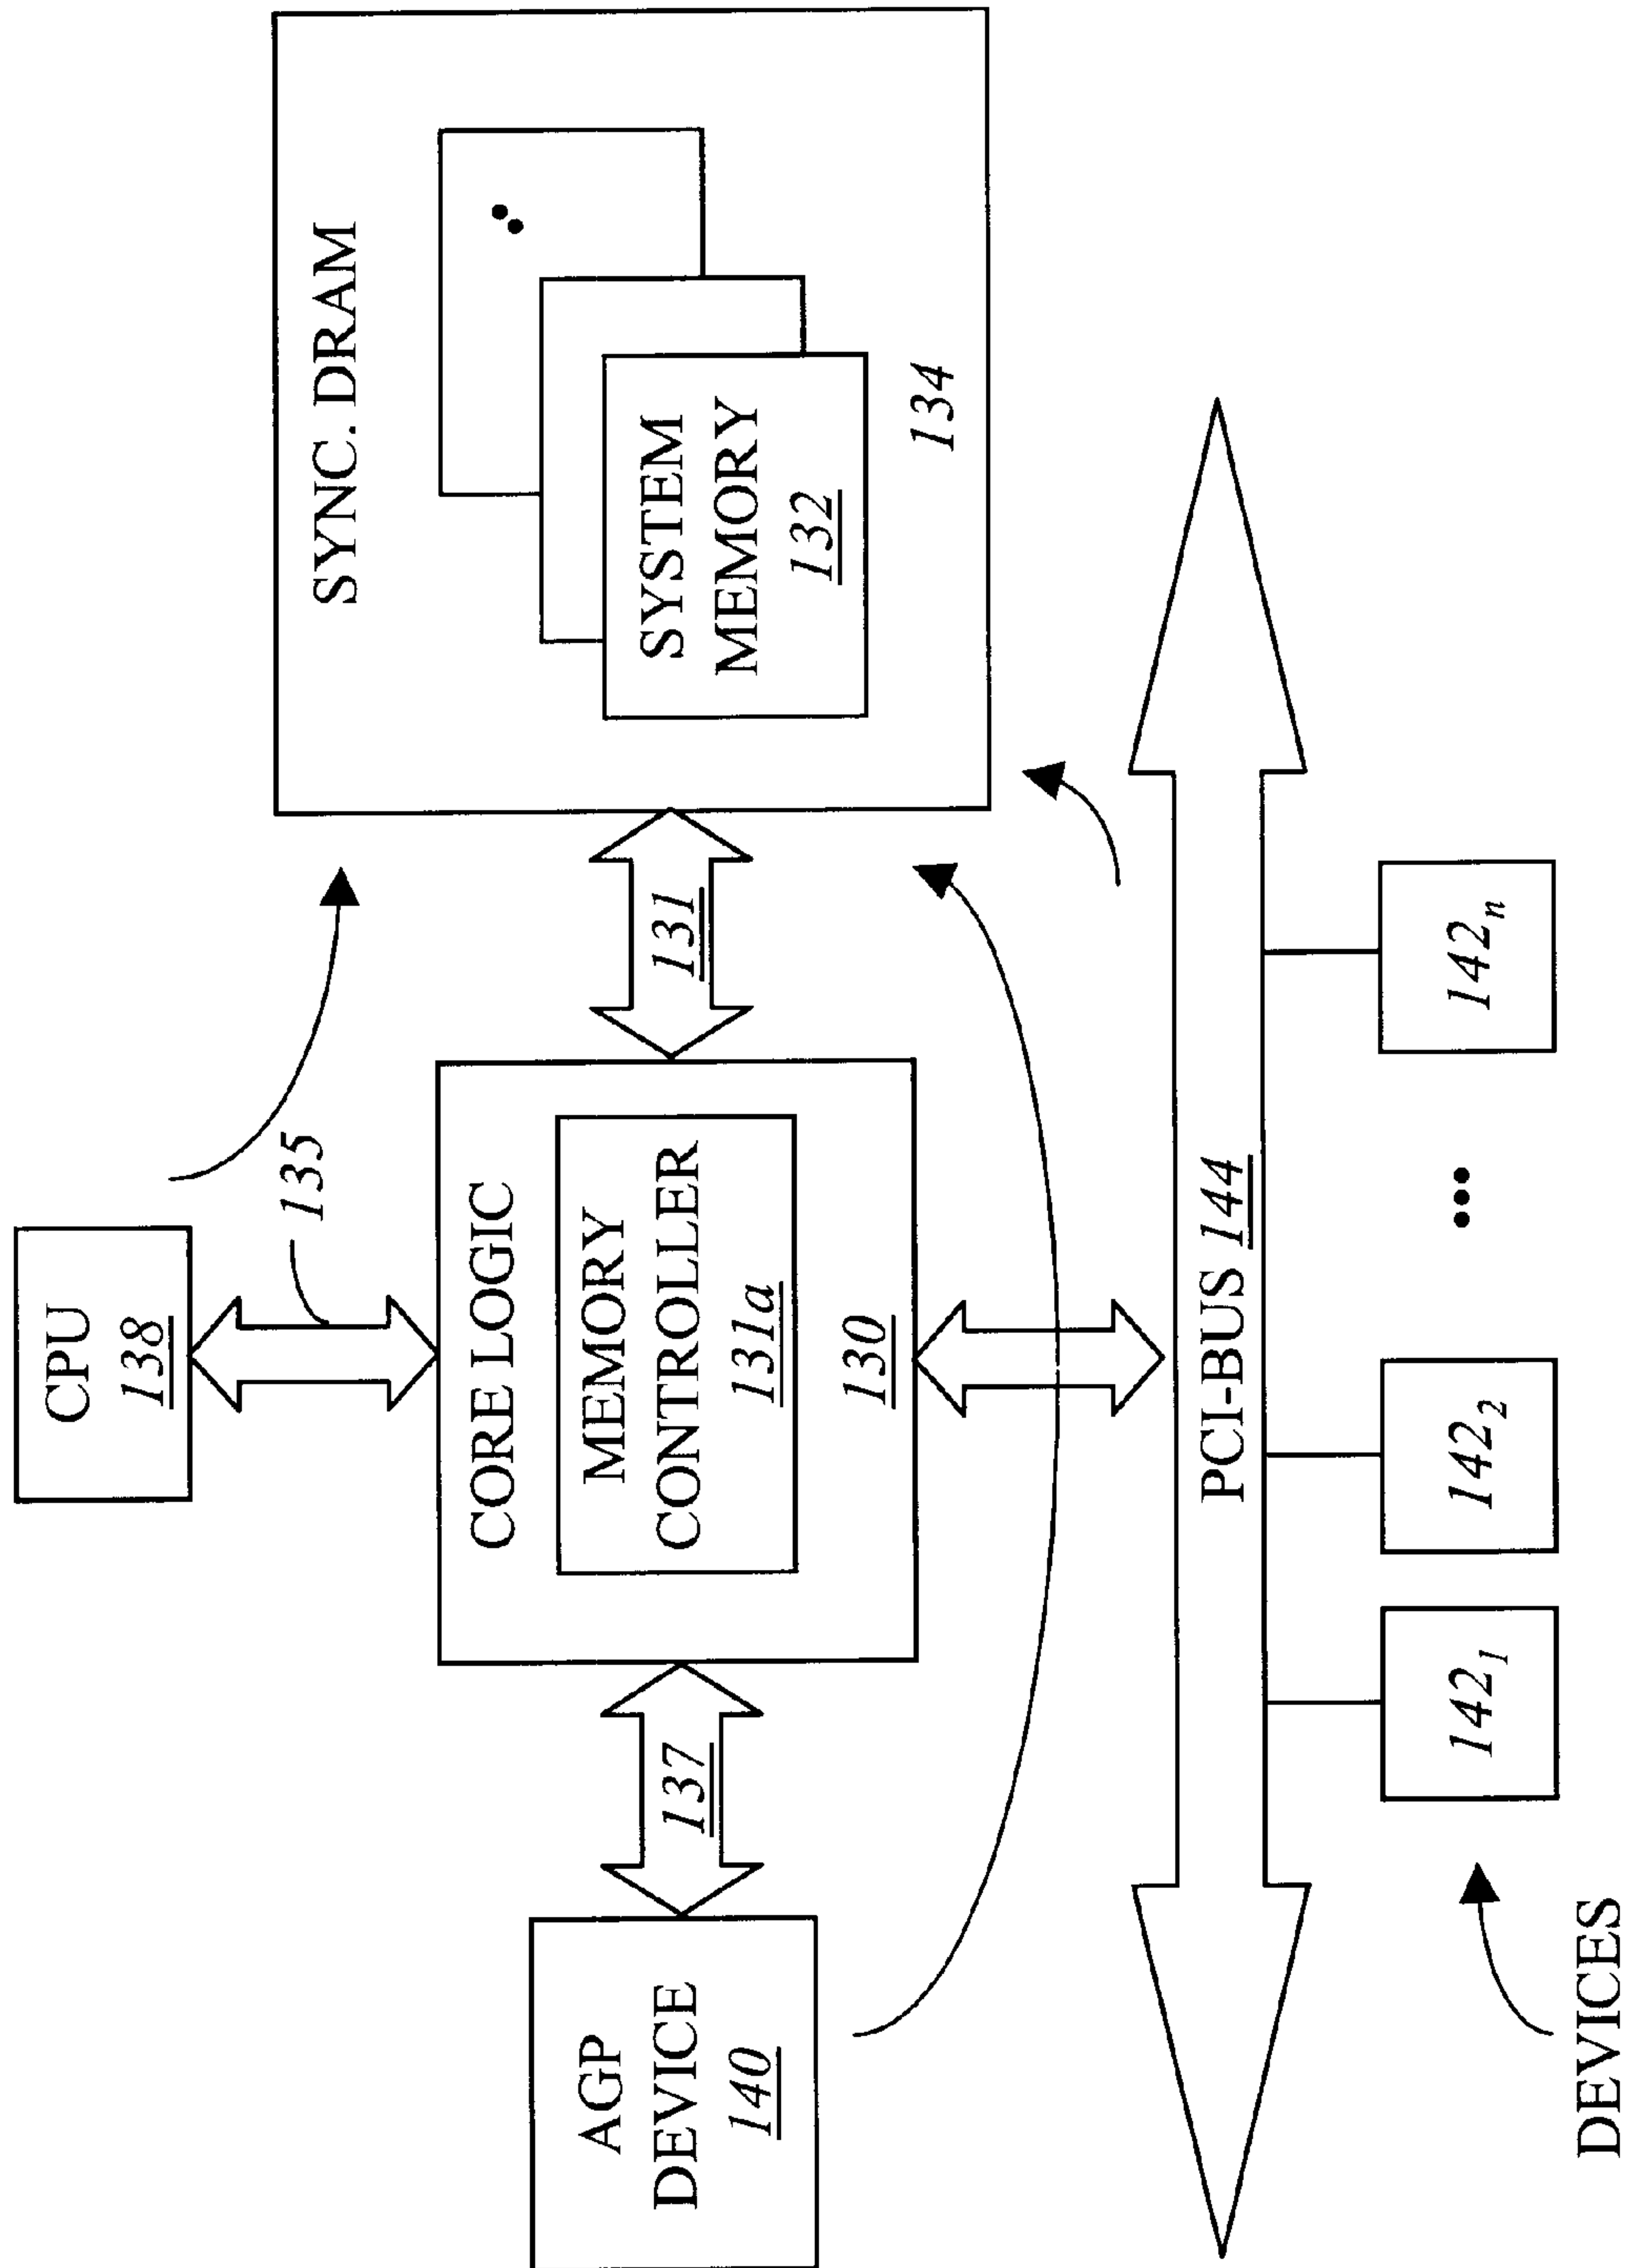 CPU
138
135
SYNC. DRAM
SYSTEM
MEMORY
132
134
CORE LOGIC
MEMORY
CONTROLLER
131a
130
131
137
AGP
DEVICE
140
PCI-BUS 144
142₁
142₂
•••
142ₙ
DEVICES